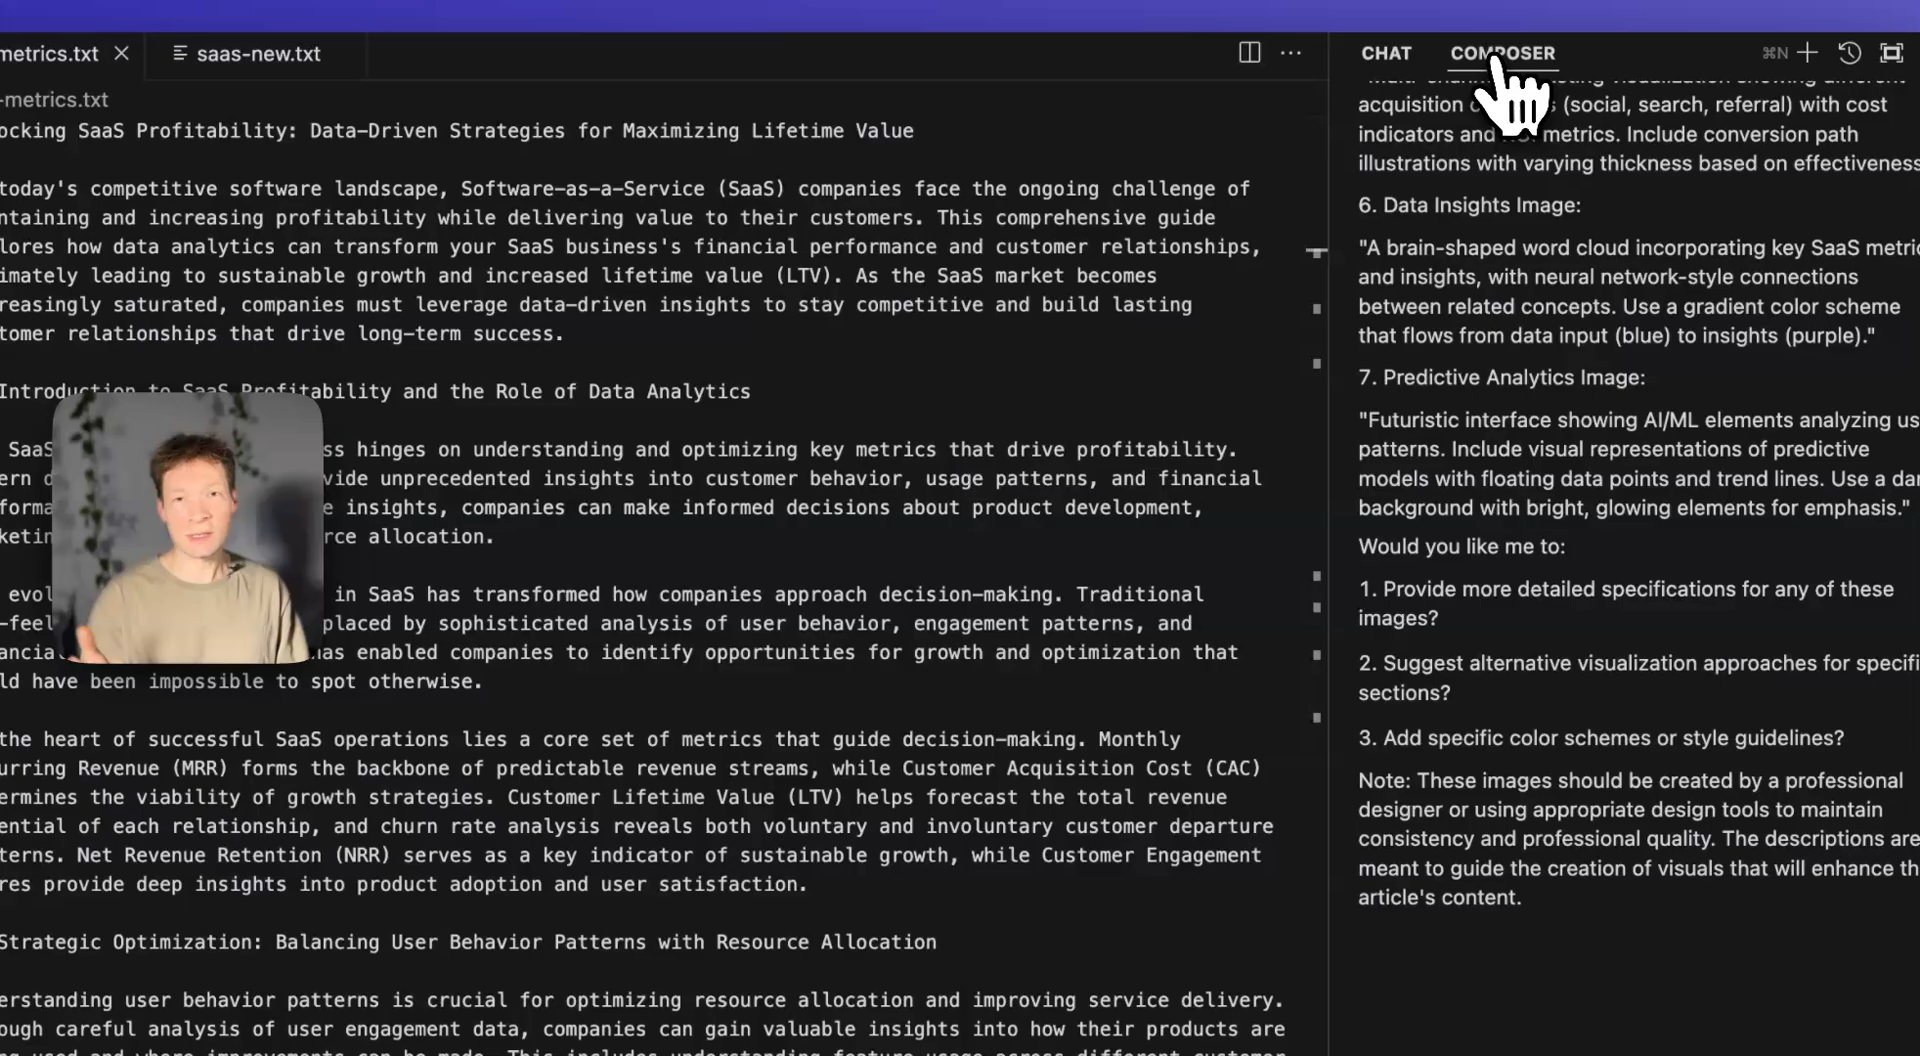 metrics.txt
saas-new.txt
CHAT
COMPOSER
⌘N
-metrics.txt
ocking SaaS Profitability: Data-Driven Strategies for Maximizing Lifetime Value
today's competitive software landscape, Software-as-a-Service (SaaS) companies face the ongoing challenge of
ntaining and increasing profitability while delivering value to their customers. This comprehensive guide
lores how data analytics can transform your SaaS business's financial performance and customer relationships,
imately leading to sustainable growth and increased lifetime value (LTV). As the SaaS market becomes
reasingly saturated, companies must leverage data-driven insights to stay competitive and build lasting
tomer relationships that drive long-term success.
Introduction to SaaS Profitability and the Role of Data Analytics
SaaS ss hinges on understanding and optimizing key metrics that drive profitability.
ern d vide unprecedented insights into customer behavior, usage patterns, and financial
forma e insights, companies can make informed decisions about product development,
ketin rce allocation.
evol in SaaS has transformed how companies approach decision-making. Traditional
-feel placed by sophisticated analysis of user behavior, engagement patterns, and
ancia has enabled companies to identify opportunities for growth and optimization that
ld have been impossible to spot otherwise.
the heart of successful SaaS operations lies a core set of metrics that guide decision-making. Monthly
urring Revenue (MRR) forms the backbone of predictable revenue streams, while Customer Acquisition Cost (CAC)
ermines the viability of growth strategies. Customer Lifetime Value (LTV) helps forecast the total revenue
ential of each relationship, and churn rate analysis reveals both voluntary and involuntary customer departure
terns. Net Revenue Retention (NRR) serves as a key indicator of sustainable growth, while Customer Engagement
res provide deep insights into product adoption and user satisfaction.
Strategic Optimization: Balancing User Behavior Patterns with Resource Allocation
erstanding user behavior patterns is crucial for optimizing resource allocation and improving service delivery.
ough careful analysis of user engagement data, companies can gain valuable insights into how their products are
acquisition (social, search, referral) with cost
indicators and metrics. Include conversion path
illustrations with varying thickness based on effectiveness
6. Data Insights Image:
"A brain-shaped word cloud incorporating key SaaS metric
and insights, with neural network-style connections
between related concepts. Use a gradient color scheme
that flows from data input (blue) to insights (purple)."
7. Predictive Analytics Image:
"Futuristic interface showing AI/ML elements analyzing us
patterns. Include visual representations of predictive
models with floating data points and trend lines. Use a dar
background with bright, glowing elements for emphasis."
Would you like me to:
1. Provide more detailed specifications for any of these
images?
2. Suggest alternative visualization approaches for specifi
sections?
3. Add specific color schemes or style guidelines?
Note: These images should be created by a professional
designer or using appropriate design tools to maintain
consistency and professional quality. The descriptions are
meant to guide the creation of visuals that will enhance th
article's content.